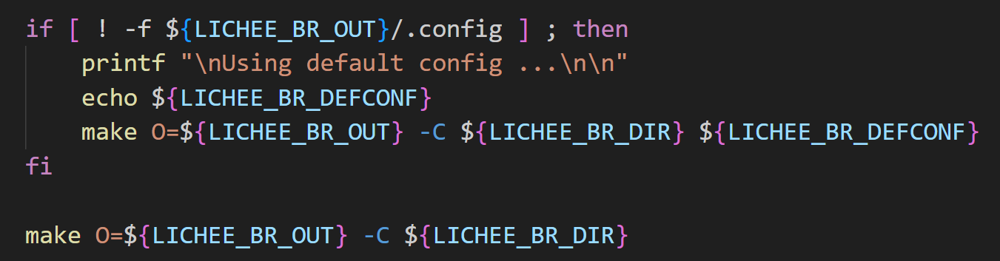 if [ ! -f ${LICHEE_BR_OUT}/.config ] ; then
    printf "\nUsing default config ...\n\n"
    echo ${LICHEE_BR_DEFCONF}
    make O=${LICHEE_BR_OUT} -C ${LICHEE_BR_DIR} ${LICHEE_BR_DEFCONF}
fi
make O=${LICHEE_BR_OUT} -C ${LICHEE_BR_DIR}